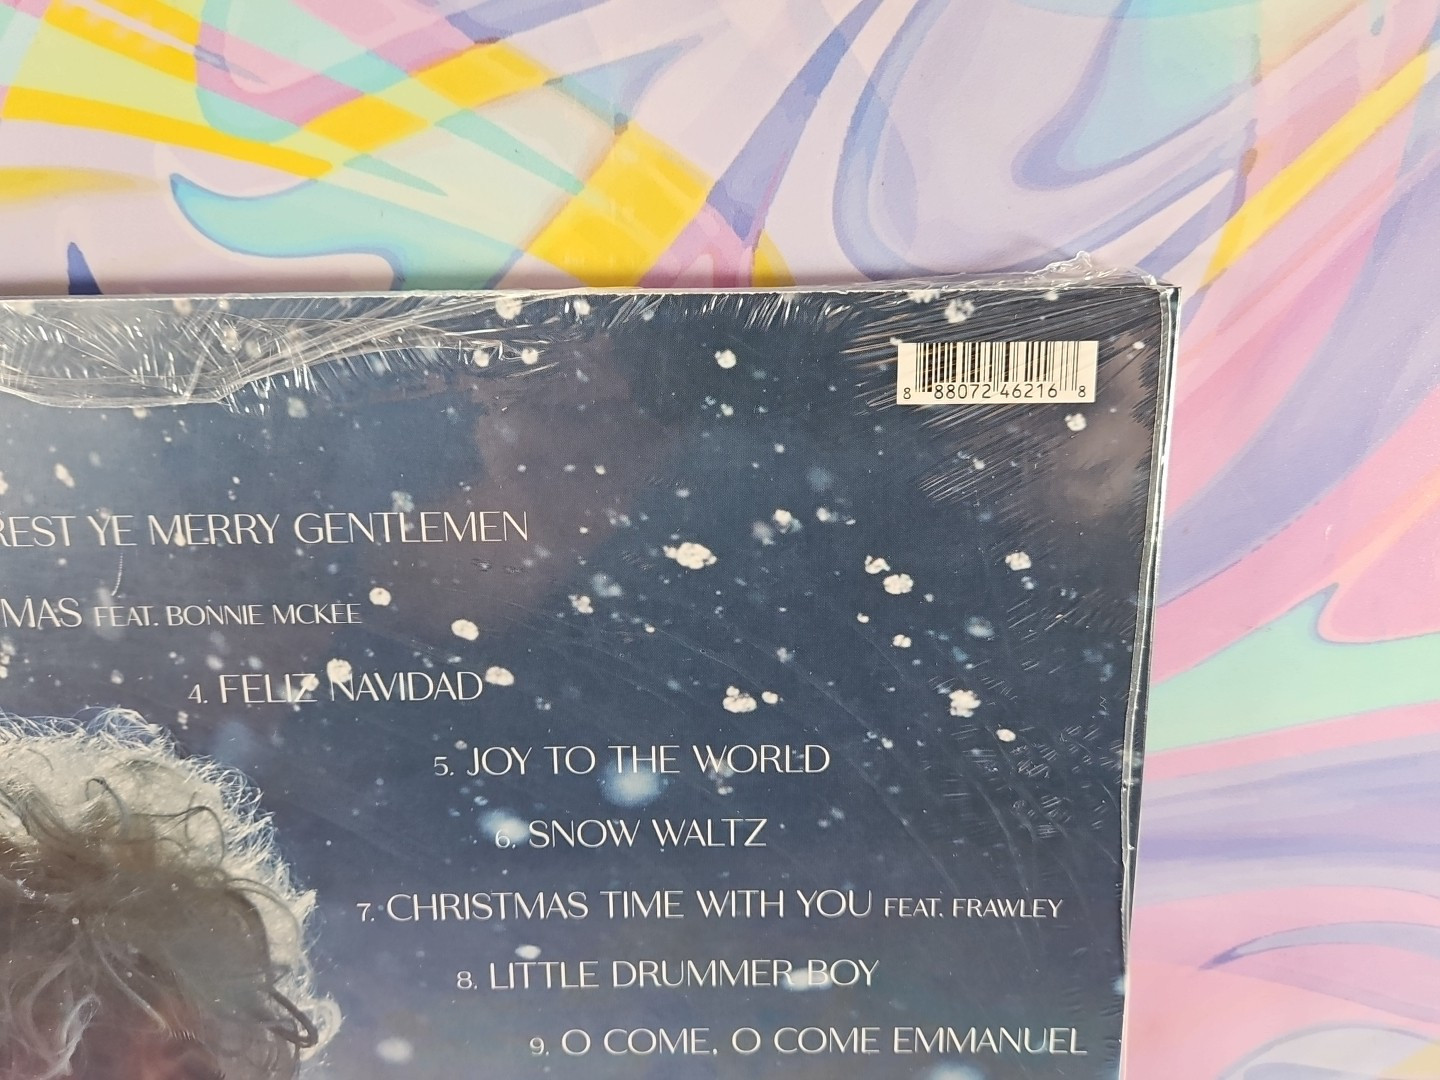 8 88072 46216 8
REST YE MERRY GENTLEMEN
MAS FEAT. BONNIE MCKEE
4. FELIZ NAVIDAD
5. JOY TO THE WORLD
6. SNOW WALTZ
7. CHRISTMAS TIME WITH YOU FEAT. FRAWLEY
8. LITTLE DRUMMER BOY
9. O COME, O COME EMMANUEL